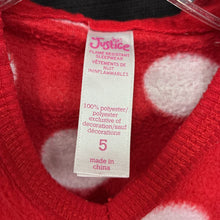 Justice
FLAME RESISTANT
SLEEPWEAR
VÊTEMENTS DE
NUIT
ININFLAMMABLES
100% polyester/
polyester
exclusive of
decoration/sauf
décorations
5
made in
china